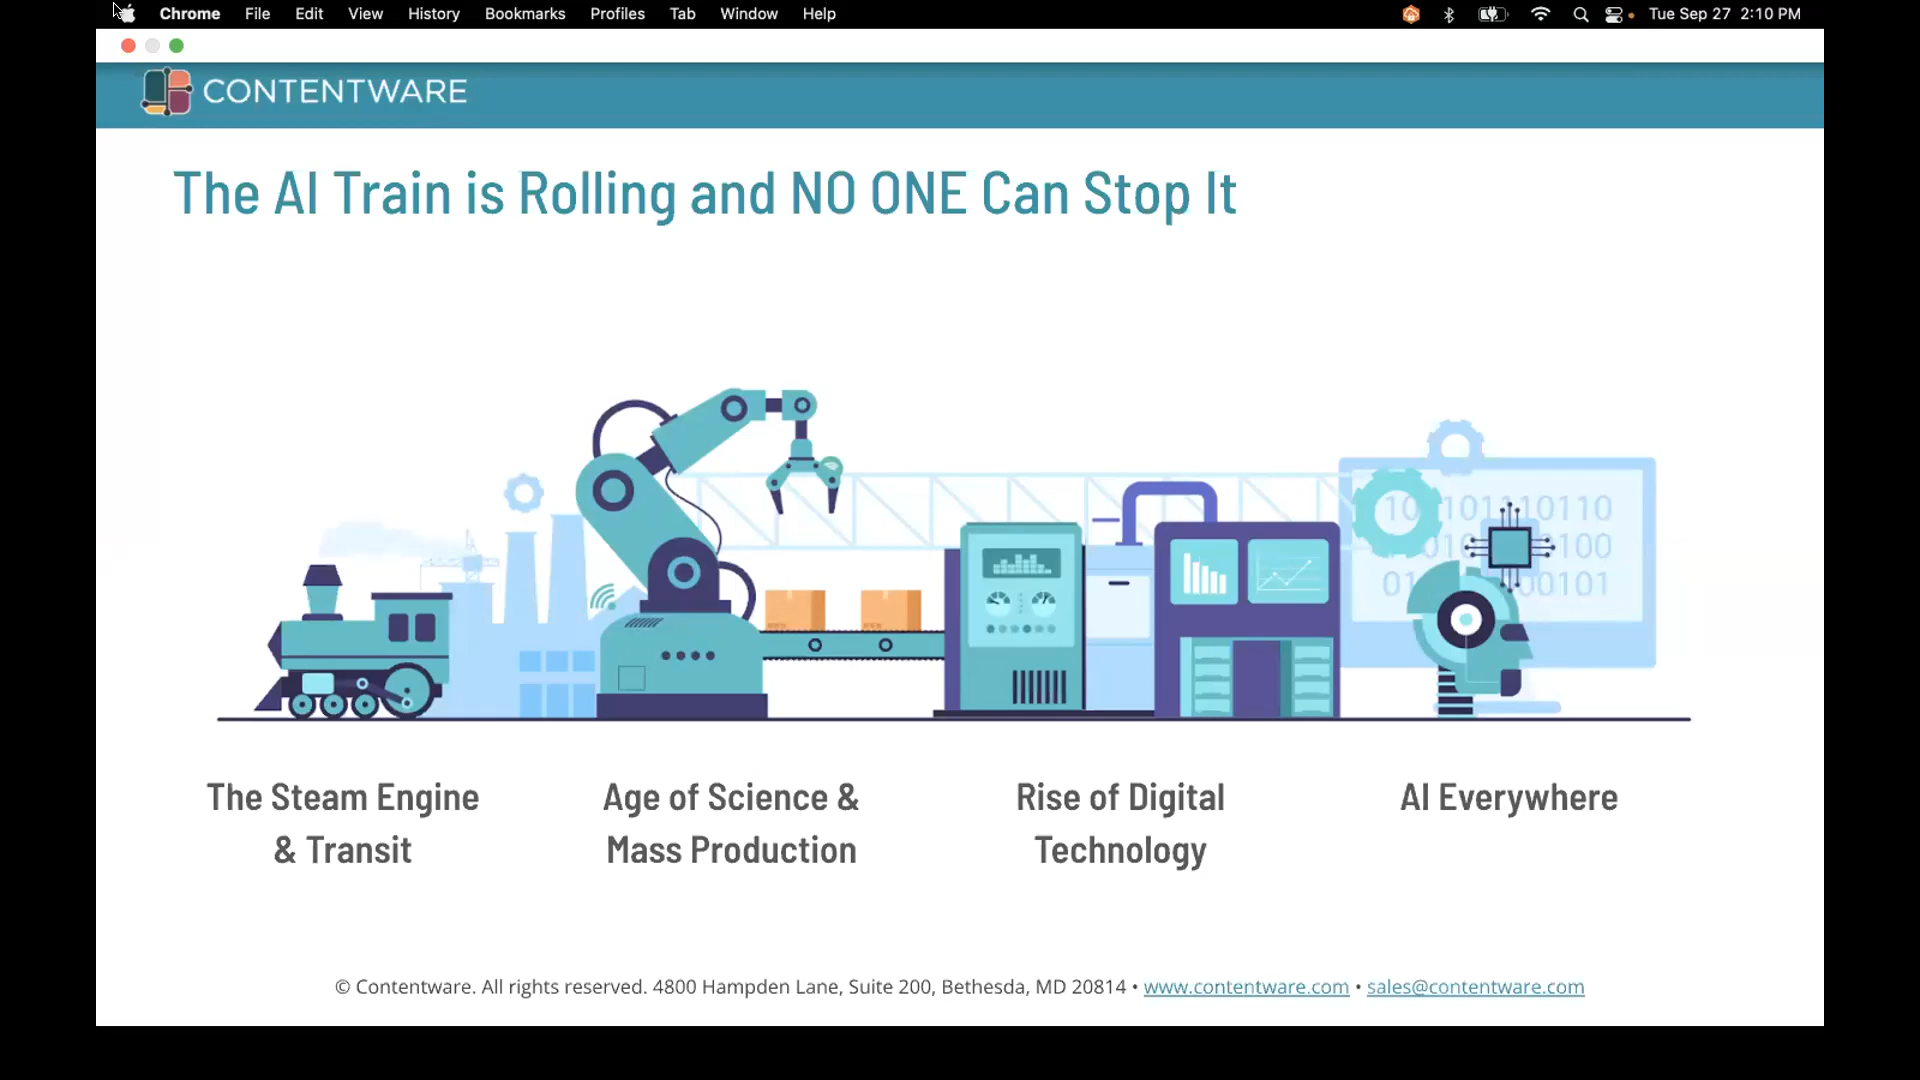 Chrome File Edit View History Bookmarks Profiles Tab Window Help Tue Sep 27 2:10 PM
CONTENTWARE
The AI Train is Rolling and NO ONE Can Stop It
The Steam Engine
& Transit
Age of Science &
Mass Production
Rise of Digital
Technology
AI Everywhere
© Contentware. All rights reserved. 4800 Hampden Lane, Suite 200, Bethesda, MD 20814 • www.contentware.com • sales@contentware.com